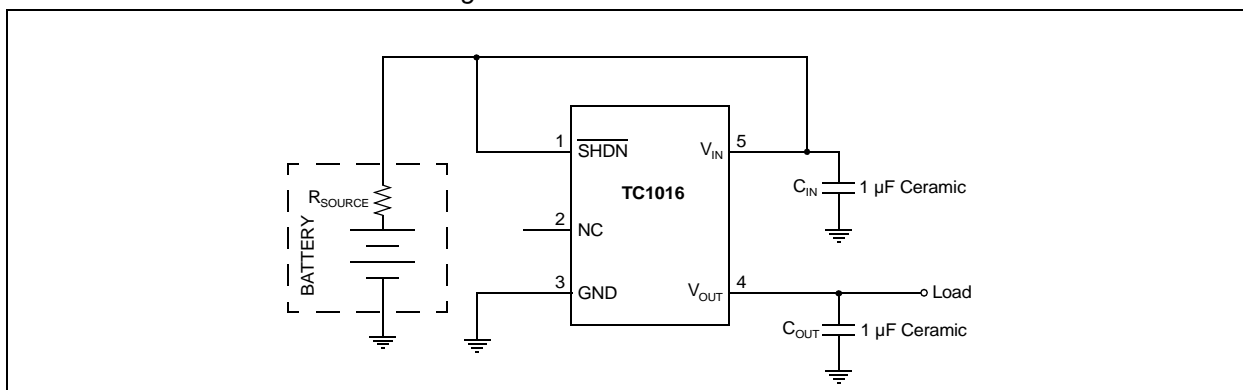 1 SHDN
V_IN 5
C_IN 1 µF Ceramic
R_SOURCE
TC1016
2 NC
BATTERY
3 GND
V_OUT 4
Load
C_OUT 1 µF Ceramic